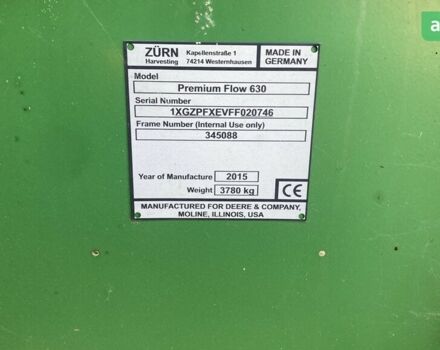 ZÜRN Kapellenstraße 1 MADE IN
Harvesting 74214 Westernhausen GERMANY
Model
Premium Flow 630
Serial Number
1XGZPFXEVFF020746
Frame Number (Internal Use only)
345088
Year of Manufacture 2015
Weight 3780 kg CE
MANUFACTURED FOR DEERE & COMPANY,
MOLINE, ILLINOIS, USA
a